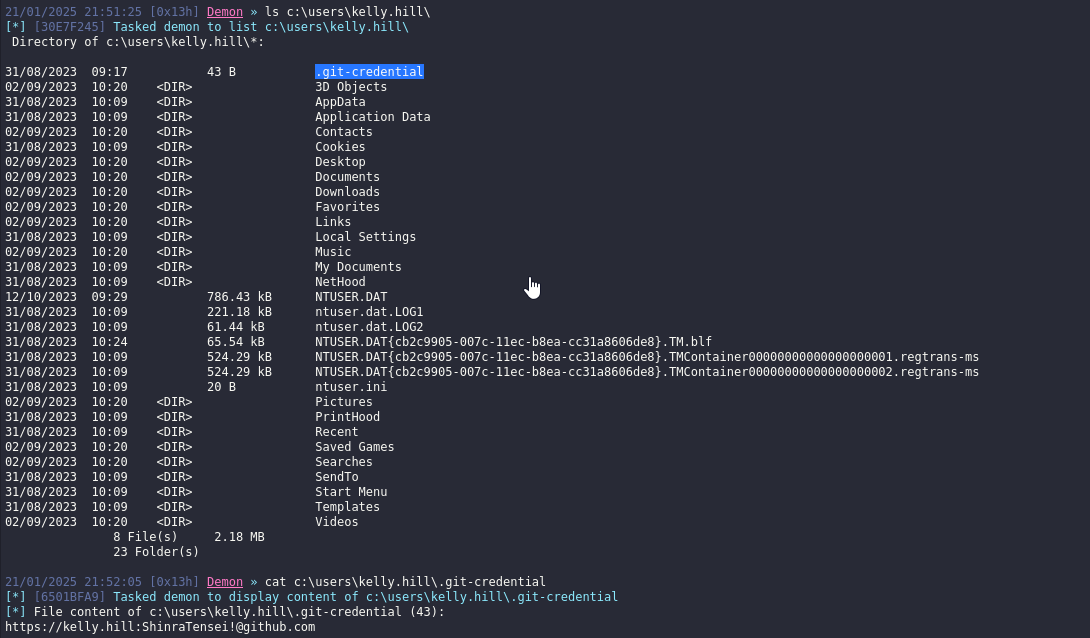 21/01/2025 21:51:25 [0x13h] Demon » ls c:\users\kelly.hill\
[*] [30E7F245] Tasked demon to list c:\users\kelly.hill\
Directory of c:\users\kelly.hill\*:
31/08/2023 09:17 43 B .git-credential
02/09/2023 10:20 <DIR> 3D Objects
31/08/2023 10:09 <DIR> AppData
31/08/2023 10:09 <DIR> Application Data
02/09/2023 10:20 <DIR> Contacts
31/08/2023 10:09 <DIR> Cookies
02/09/2023 10:20 <DIR> Desktop
02/09/2023 10:20 <DIR> Documents
02/09/2023 10:20 <DIR> Downloads
02/09/2023 10:20 <DIR> Favorites
02/09/2023 10:20 <DIR> Links
31/08/2023 10:09 <DIR> Local Settings
02/09/2023 10:20 <DIR> Music
31/08/2023 10:09 <DIR> My Documents
31/08/2023 10:09 <DIR> NetHood
12/10/2023 09:29 786.43 kB NTUSER.DAT
31/08/2023 10:09 221.18 kB ntuser.dat.LOG1
31/08/2023 10:09 61.44 kB ntuser.dat.LOG2
31/08/2023 10:24 65.54 kB NTUSER.DAT{cb2c9905-007c-11ec-b8ea-cc31a8606de8}.TM.blf
31/08/2023 10:09 524.29 kB NTUSER.DAT{cb2c9905-007c-11ec-b8ea-cc31a8606de8}.TMContainer00000000000000000001.regtrans-ms
31/08/2023 10:09 524.29 kB NTUSER.DAT{cb2c9905-007c-11ec-b8ea-cc31a8606de8}.TMContainer00000000000000000002.regtrans-ms
31/08/2023 10:09 20 B ntuser.ini
02/09/2023 10:20 <DIR> Pictures
31/08/2023 10:09 <DIR> PrintHood
31/08/2023 10:09 <DIR> Recent
02/09/2023 10:20 <DIR> Saved Games
02/09/2023 10:20 <DIR> Searches
31/08/2023 10:09 <DIR> SendTo
31/08/2023 10:09 <DIR> Start Menu
31/08/2023 10:09 <DIR> Templates
02/09/2023 10:20 <DIR> Videos
8 File(s) 2.18 MB
23 Folder(s)
21/01/2025 21:52:05 [0x13h] Demon » cat c:\users\kelly.hill\.git-credential
[*] [6501BFA9] Tasked demon to display content of c:\users\kelly.hill\.git-credential
[*] File content of c:\users\kelly.hill\.git-credential (43):
https://kelly.hill:ShinraTensei!@github.com